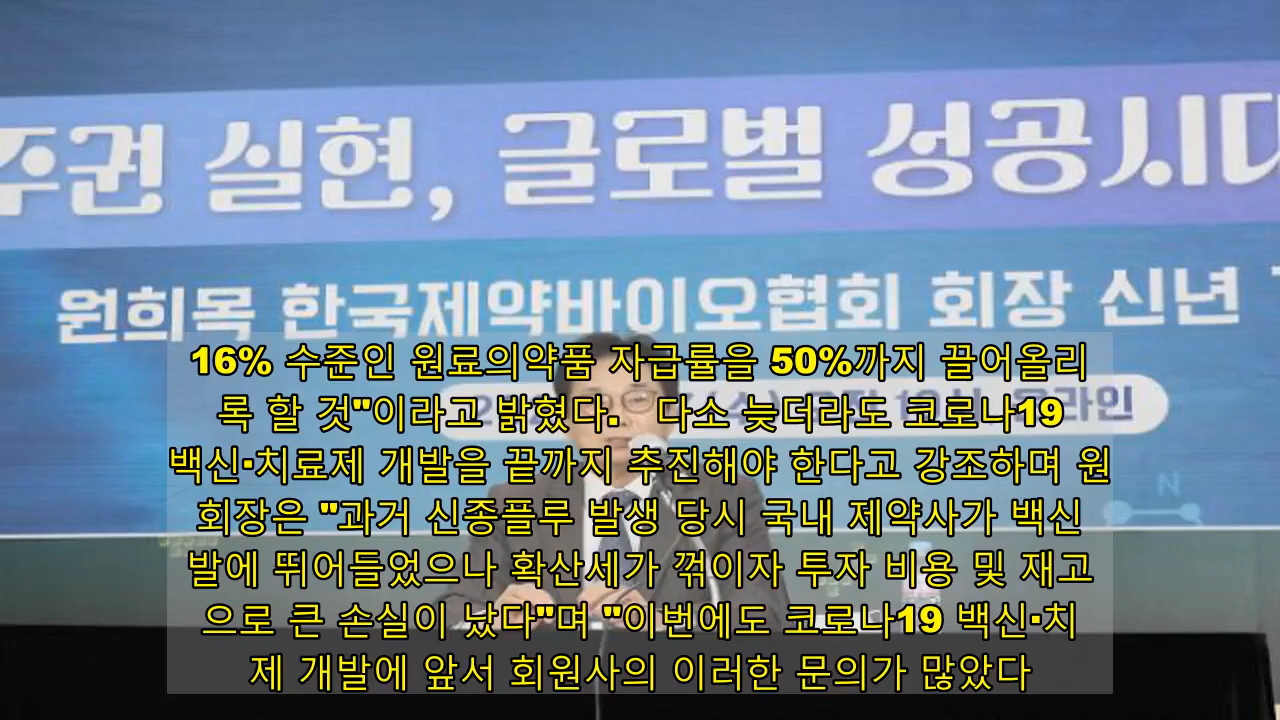 주권 실현, 글로벌 성공시대
원희목 한국제약바이오협회 회장 신년
16% 수준인 원료의약품 자급률을 50%까지 끌어올리
록 할 것"이라고 밝혔다. 다소 늦더라도 코로나19
백신·치료제 개발을 끝까지 추진해야 한다고 강조하며 원
회장은 "과거 신종플루 발생 당시 국내 제약사가 백신
발에 뛰어들었으나 확산세가 꺾이자 투자 비용 및 재고
으로 큰 손실이 났다"며 "이번에도 코로나19 백신·치
제 개발에 앞서 회원사의 이러한 문의가 많았다